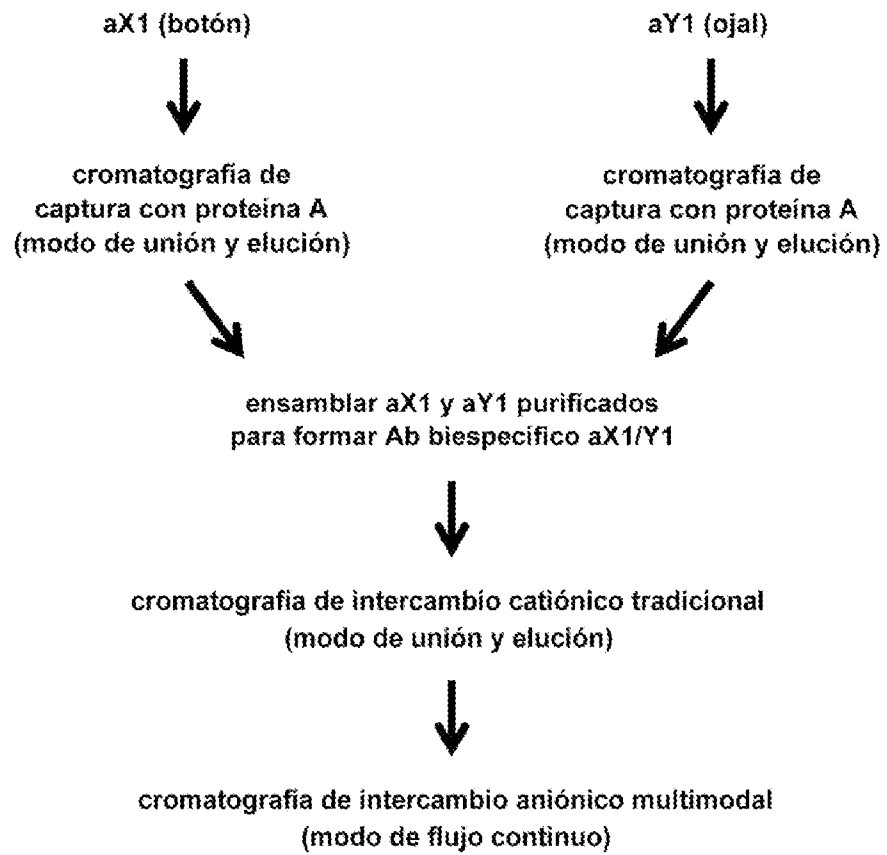 aX1 (botón)
aY1 (ojal)
cromatografía de
captura con proteína A
(modo de unión y elución)
cromatografía de
captura con proteína A
(modo de unión y elución)
ensamblar aX1 y aY1 purificados
para formar Ab biespecífico aX1/Y1
cromatografía de intercambio catiónico tradicional
(modo de unión y elución)
cromatografía de intercambio aniónico multimodal
(modo de flujo continuo)